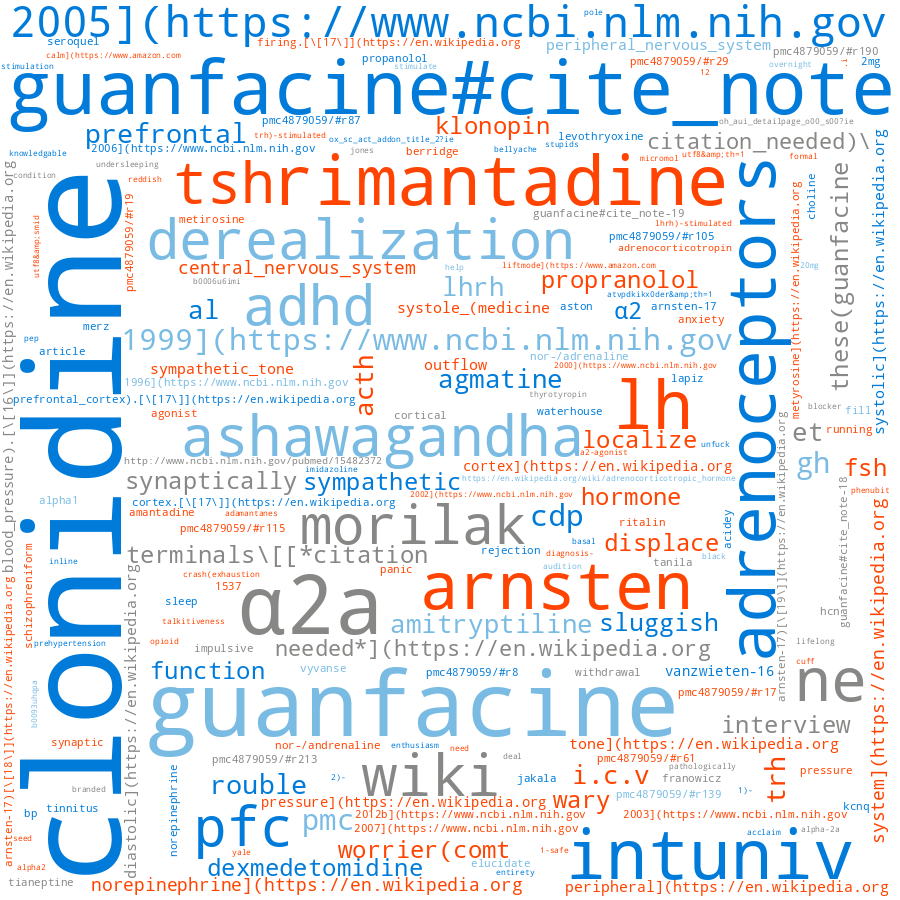 2005](https://www.ncbi.nlm.nih.gov
pole
seroquel
firing.[\[17\]](https://en.wikipedia.org
peripheral_nervous_system
pmc4879059/#r190
calm](https://www.amazon.com
propanolol
pmc4879059/#r29
2mg
stimulation
stimulate
12
overnight
guanfacine#cite_note
pmc4879059/#r87
klonopin
oh_aui_detailpage_o00_s00?ie
prefrontal
trh)-stimulated
ox_sc_act_addon_title_2?ie
levothyroxine
citation_needed)\
2006](https://www.ncbi.nlm.nih.gov
jones
berridge
bellyache
stupids
knowledgable
undersleeping
micromol
utf8&amp;th=1
formal
condition
reddish
tshrimantadine
choline
metirosine
guanfacine#cite_note-19
lhrh)-stimulated
derealization
pmc4879059/#r105
adrenocorticotropin
central_nervous_system
help
liftmode](https://www.amazon.com
20mg
b0006u6imi
lhrh
propranolol
atvpdkikx0der&amp;th=1
al
adhd
systole_(medicine
aston
α2
arnsten-17
anxiety
merz
pep
1999](https://www.ncbi.nlm.nih.gov
these(guanfacine
article
nor-/adrenaline
sympathetic_tone
acth
outflow
2000](https://www.ncbi.nlm.nih.gov
1996](https://www.ncbi.nlm.nih.gov
agmatine
lapiz
prefrontal_cortex).[\[17\]](https://en.wikipedia.org
thyrotyropin
agonist
cortical
waterhouse
lh
blocker
fill
ashawagandha
localize
unfuck
et
running
α2-agonist
http://www.ncbi.nlm.nih.gov/pubmed/15482372
imidazoline
cortex](https://en.wikipedia.org
gh
fsh
synaptically
sympathetic
https://en.wikipedia.org/wiki/adrenocorticotropic_hormone
phenubit
alpha1
cortex.[\[17\]](https://en.wikipedia.org
2002](https://www.ncbi.nlm.nih.gov
hormone
amantadine
adamantanes
morilak
cdp
ritalin
pmc4879059/#r115
acidey
basal
displace
terminals\[[*citation
rejection
diagnosis-
black
inline
panic
audition
tanila
crash(exhaustion
1537
α2a
arnsten
hcn
sleep
talkitiveness
amitryptiline
sluggish
prehypertension
opioid
impulsive
needed*](https://en.wikipedia.org
lifelong
function
vyvanse
pmc4879059/#r8
withdrawal
vanzwieten-16
cuff
ne
guanfacine
pmc4879059/#r17
interview
synaptic
nor-/andrenaline
enthusiasm
need
tone](https://en.wikipedia.org
pmc4879059/#r213
deal
pmc4879059/#r61
wiki
pathologically
pressure
branded
rouble
2)-
jakala
i.c.v
franowicz
trh
bp
tinnitus
pressure](https://en.wikipedia.org
wary
pmc4879059/#r139
1)-
kcnq
pfc
pmc
2012b](https://www.ncbi.nlm.nih.gov
2003](https://www.ncbi.nlm.nih.gov
2007](https://www.ncbi.nlm.nih.gov
acclaim
alpha-2a
seed
yale
worrier(comt
1-safe
intuniv
alpha2
dexmedetomidine
elucidate
entirety
tianeptine
norepinephrine](https://en.wikipedia.org
peripheral](https://en.wikipedia.org
clonidine
adrenoceptors
blood_pressure).[\[16\]](https://en.wikipedia.org
utf8&amp;smid
pmc4879059/#r19
schizophreniform
arnsten-17)[\[18\]](https://en.wikipedia.org
b0093uhqpa
diastolic](https://en.wikipedia.org
norepinephrine
metyrosine](https://en.wikipedia.org
arnsten-17)[\[19\]](https://en.wikipedia.org
guanfacine#cite_note-18
systolic](https://en.wikipedia.org
system](https://en.wikipedia.org